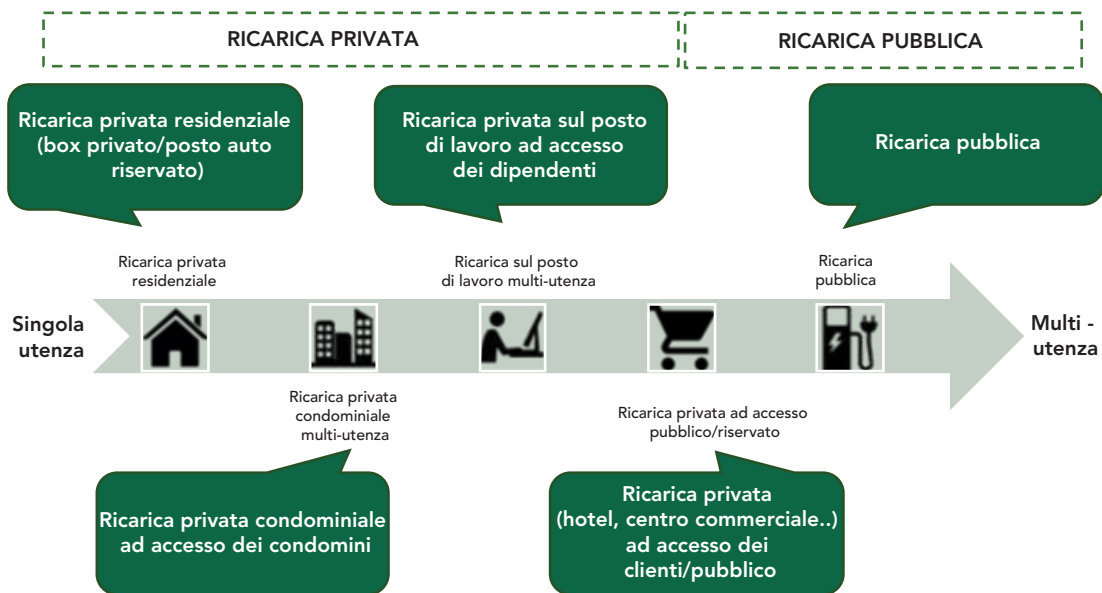 RICARICA PRIVATA
RICARICA PUBBLICA
Ricarica privata residenziale
(box privato/posto auto
riservato)
Ricarica privata sul posto
di lavoro ad accesso
dei dipendenti
Ricarica pubblica
Ricarica privata
residenziale
Ricarica sul posto
di lavoro multi-utenza
Ricarica
pubblica
Singola
utenza
Multi -
utenza
Ricarica privata
condominiale
multi-utenza
Ricarica privata ad accesso
pubblico/riservato
Ricarica privata condominiale
ad accesso dei condomini
Ricarica privata
(hotel, centro commerciale..)
ad accesso dei
clienti/pubblico